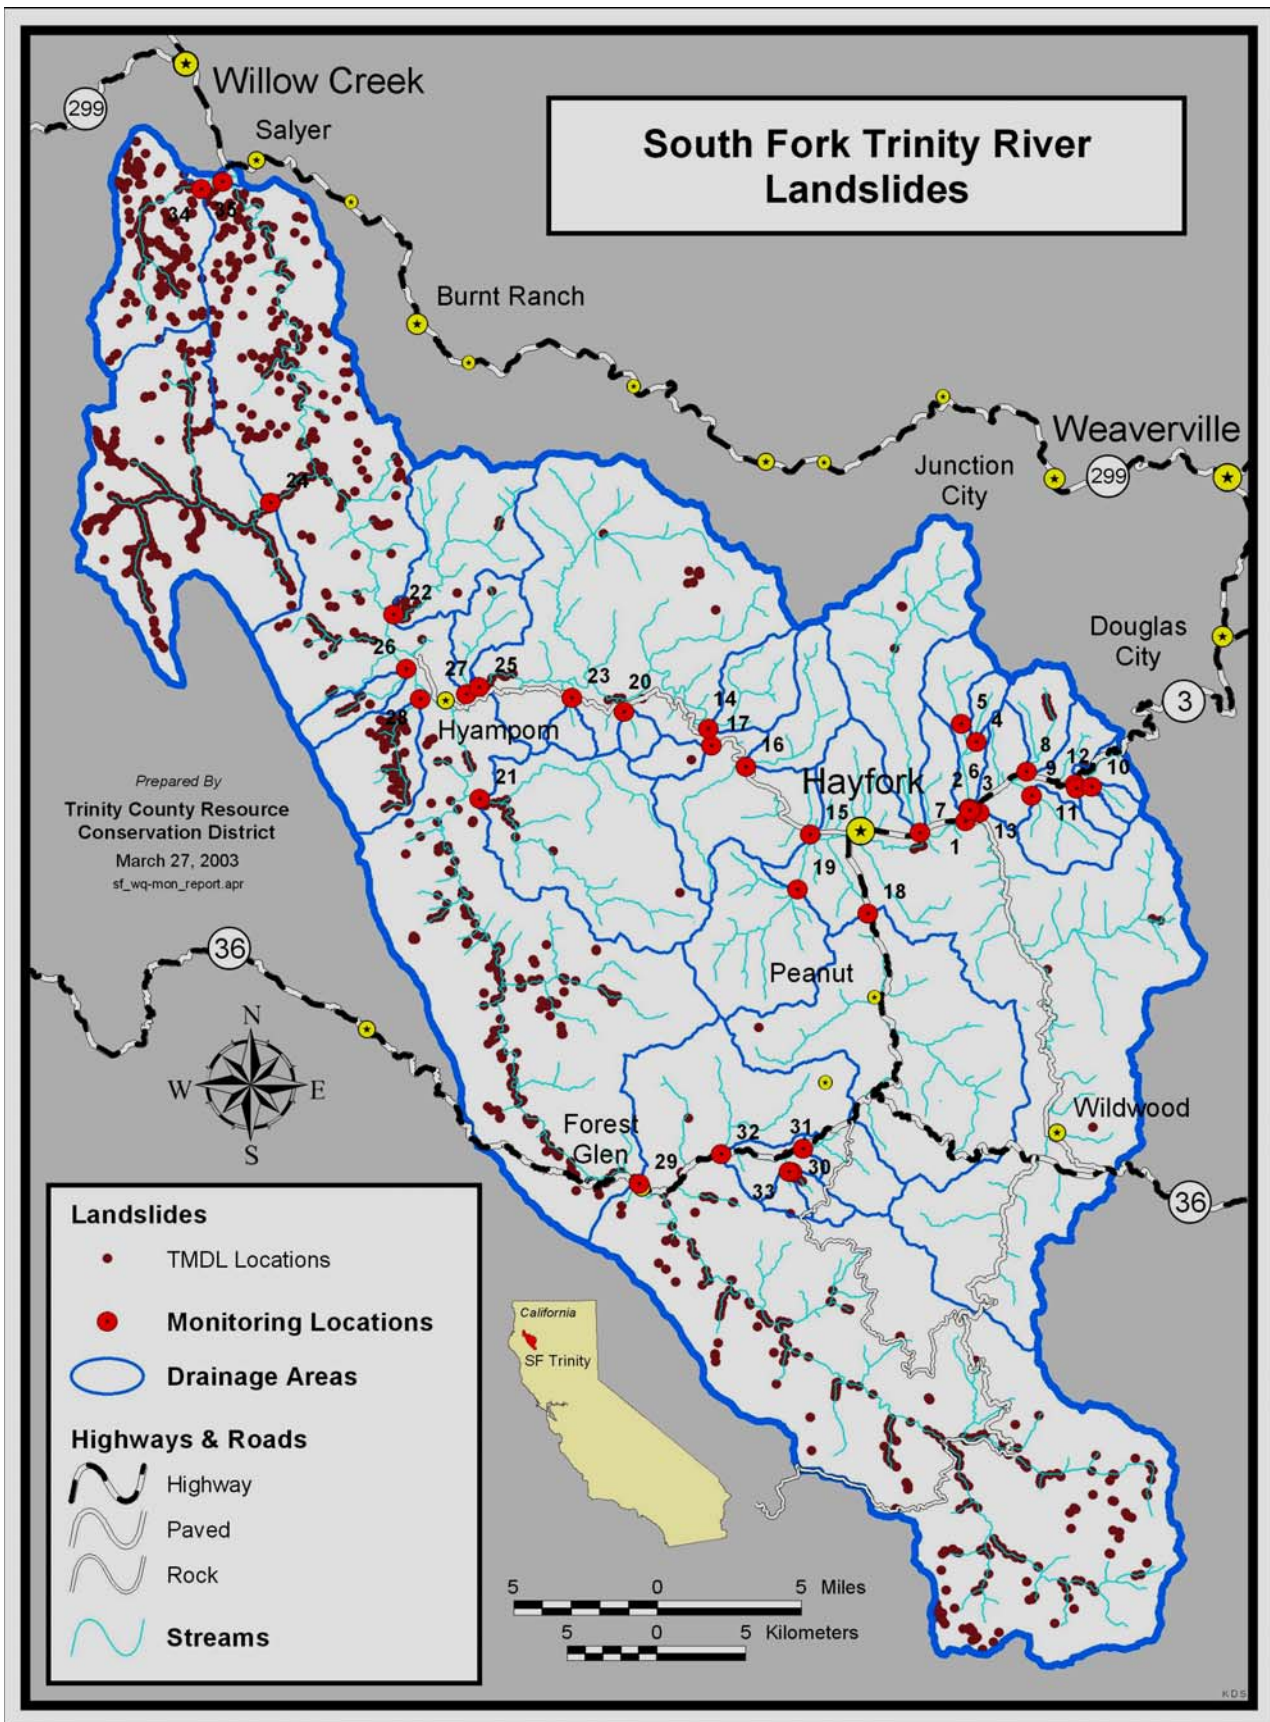 South Fork Trinity River
Landslides
Willow Creek
299
Salyer
34
35
Burnt Ranch
Weaverville
Junction
City
299
24
22
Douglas
City
3
26
27
25
23
20
14
17
16
5
4
28
Hyampom
Hayfork
2
6
3
8
9
12
10
21
15
7
1
13
11
19
18
Prepared By
Trinity County Resource
Conservation District
March 27, 2003
sf_wq-mon_report.apr
36
Peanut
N
W
E
S
Forest
Glen
29
32
31
30
33
Wildwood
36
Landslides
TMDL Locations
Monitoring Locations
Drainage Areas
Highways & Roads
Highway
Paved
Rock
Streams
California
SF Trinity
5 0 5 Miles
5 0 5 Kilometers
KDS